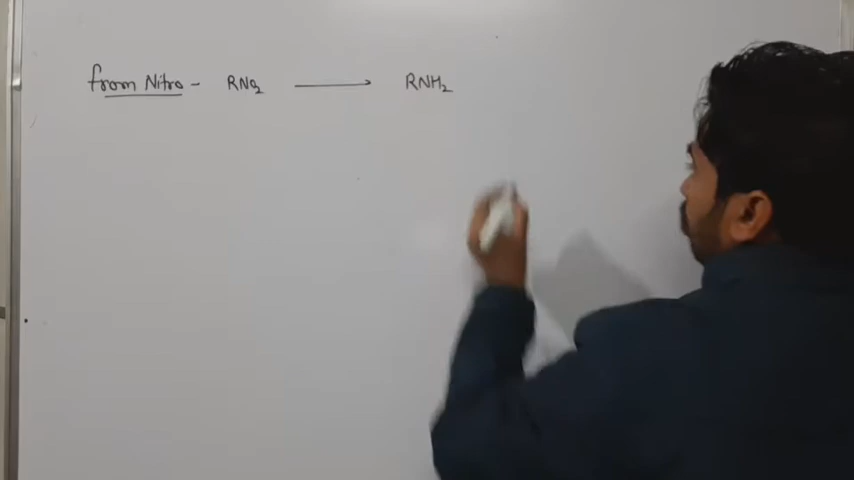 from Nitro - RNO₂ ⟶ RNH₂